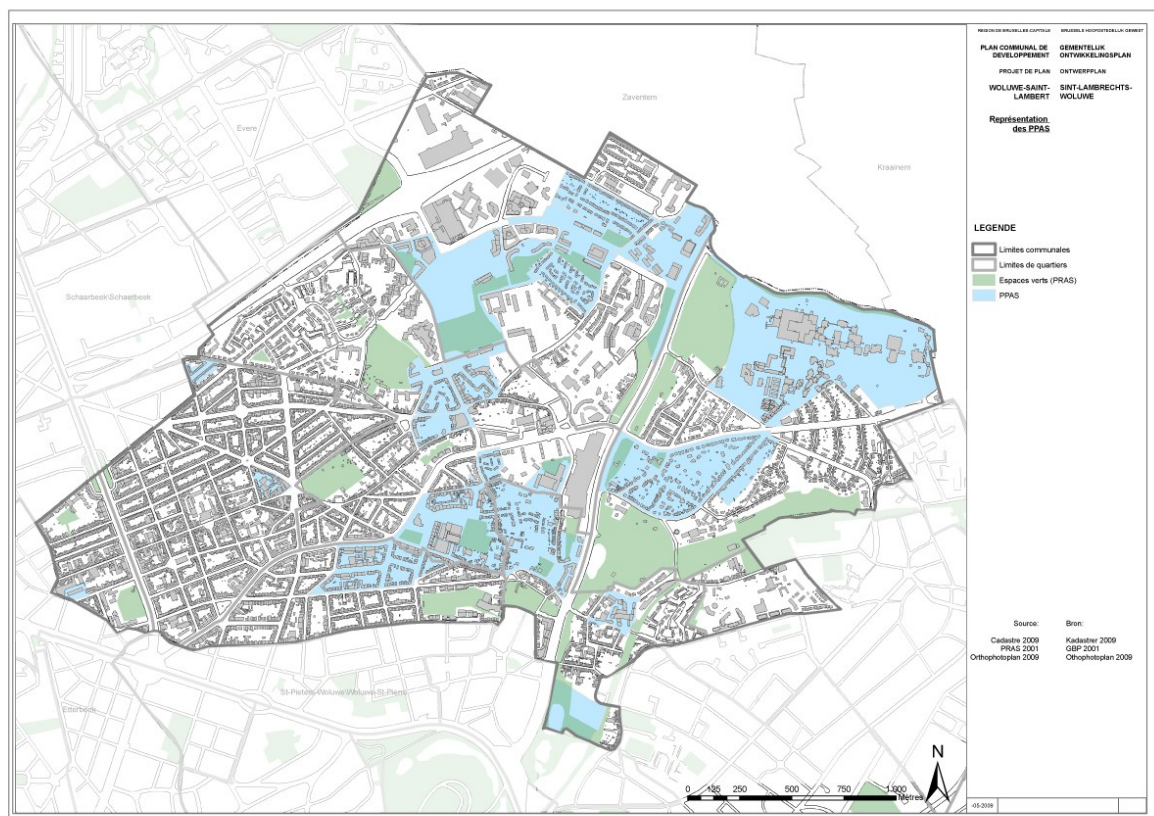 REGION DE BRUXELLES-CAPITALE BRUSSELS HOOFDSTEDELIJK GEWEST
PLAN COMMUNAL DE DEVELOPPEMENT
GEMENTELIJK ONTWIKKELINGSPLAN
PROJET DE PLAN ONTWERPPLAN
WOLUWE-SAINT-
LAMBERT
SINT-LAMBRECHTS-
WOLUWE
Représentation
des PPAS
Zaventem
Evere
Kraainem
Schaarbeek\Schaerbeek
St-Pieters-Woluwe\Woluwe-St-Pierre
Etterbeek
LEGENDE
Limites communales
Limites de quartiers
Espaces verts (PRAS)
PPAS
Source: Bron:
Cadastre 2009 Kadastrer 2009
PRAS 2001 GBP 2001
Orthophotoplan 2009 Othophotoplan 2009
N
0 125 250 500 750 1.000
Mètres
-05-2009